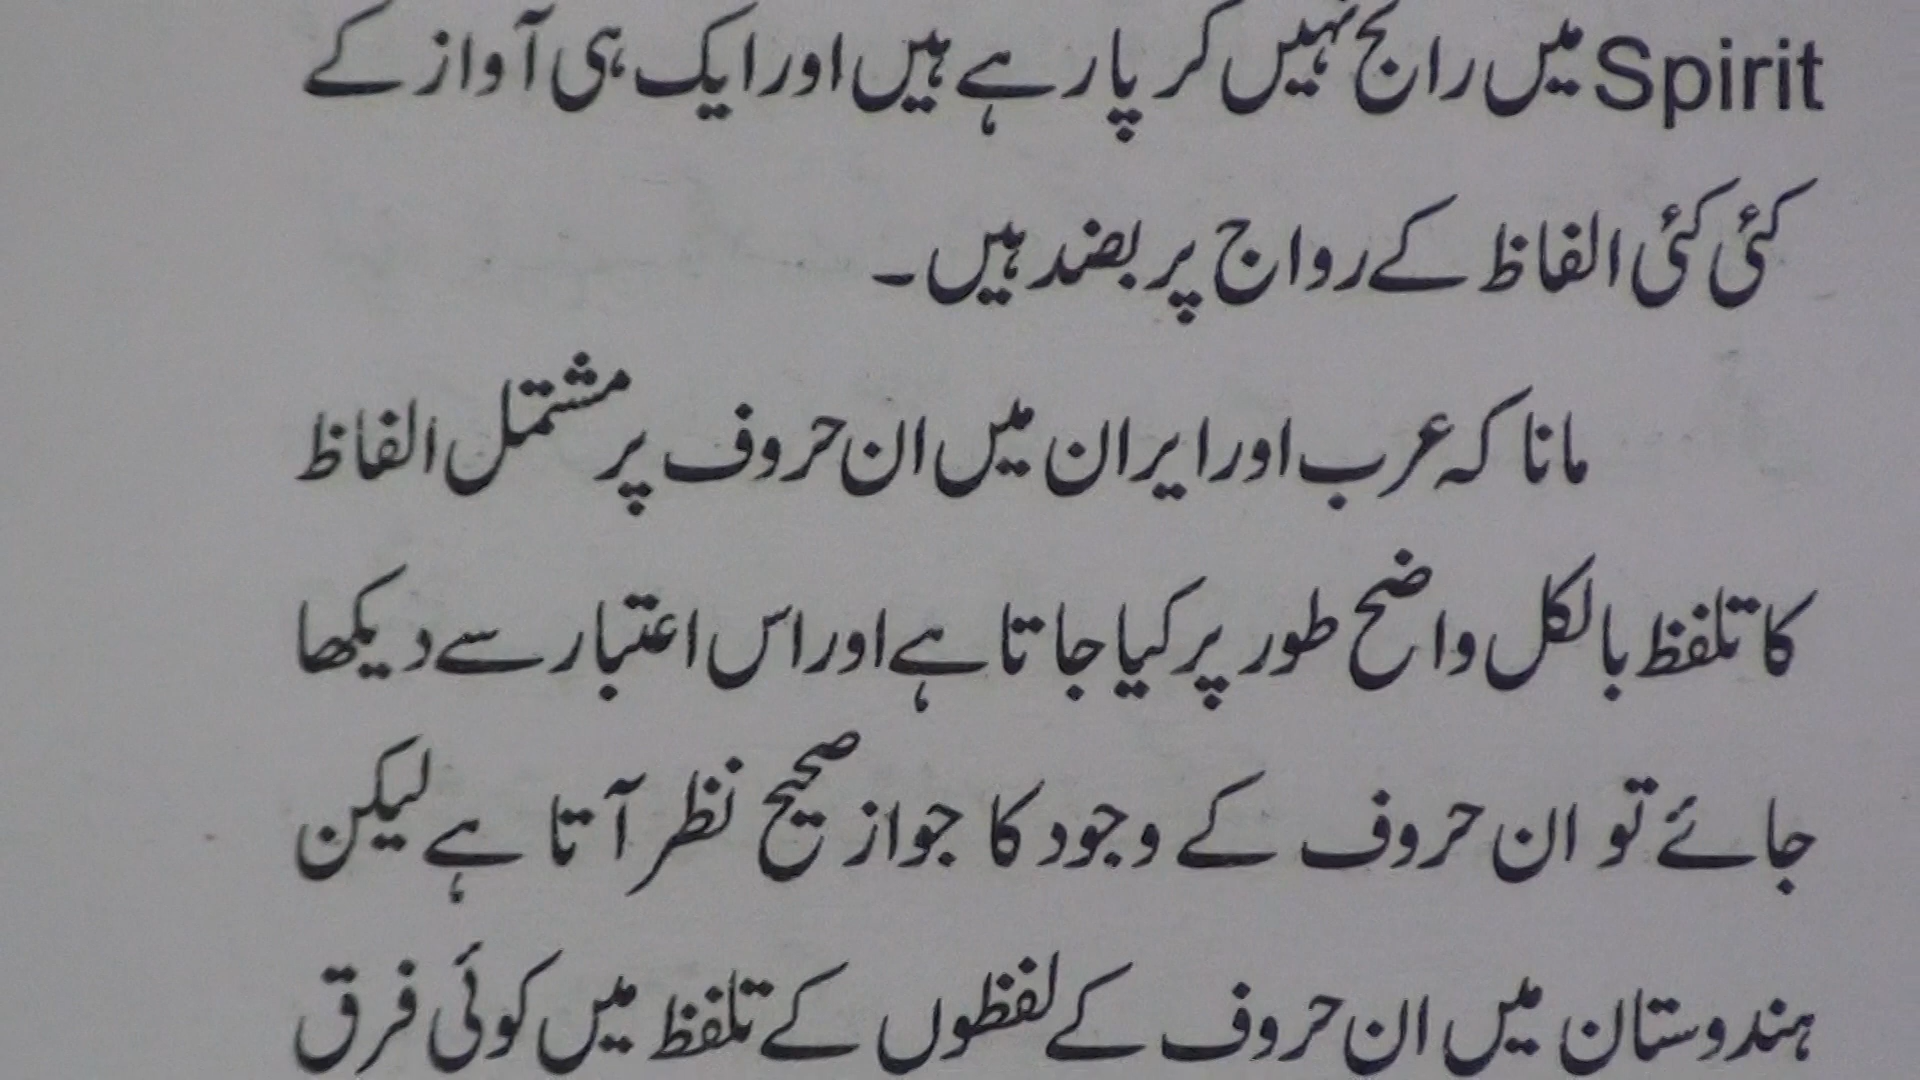 Spirit میں رائج نہیں کر پا رہے ہیں اور ایک ہی آواز کے
کئی کئی الفاظ کے رواج پر بضد ہیں۔
مانا کہ عرب اور ایران میں ان حروف پر مشتمل الفاظ
کا تلفظ بالکل واضح طور پر کیا جاتا ہے اور اس اعتبار سے دیکھا
جائے تو ان حروف کے وجود کا جواز صحیح نظر آتا ہے لیکن
ہندوستان میں ان حروف کے لفظوں کے تلفظ میں کوئی فرق